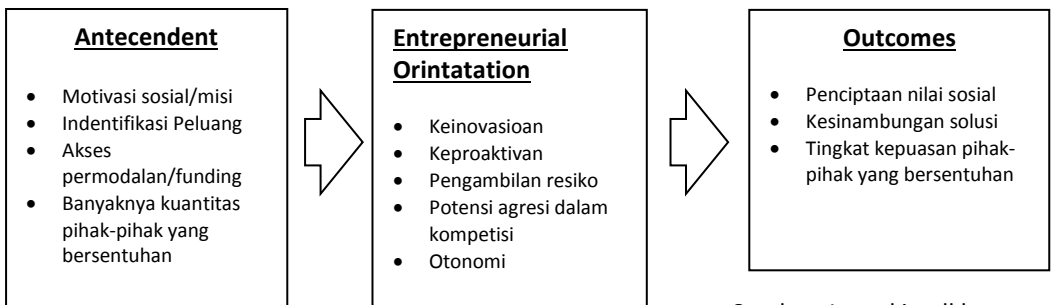 Antecendent
• Motivasi sosial/misi
• Indentifikasi Peluang
• Akses
permodalan/funding
• Banyaknya kuantitas
pihak-pihak yang
bersentuhan
Entrepreneurial
Orintatation
• Keinovasioan
• Keproaktivan
• Pengambilan resiko
• Potensi agresi dalam
kompetisi
• Otonomi
Outcomes
• Penciptaan nilai sosial
• Kesinambungan solusi
• Tingkat kepuasan pihak-
pihak yang bersentuhan